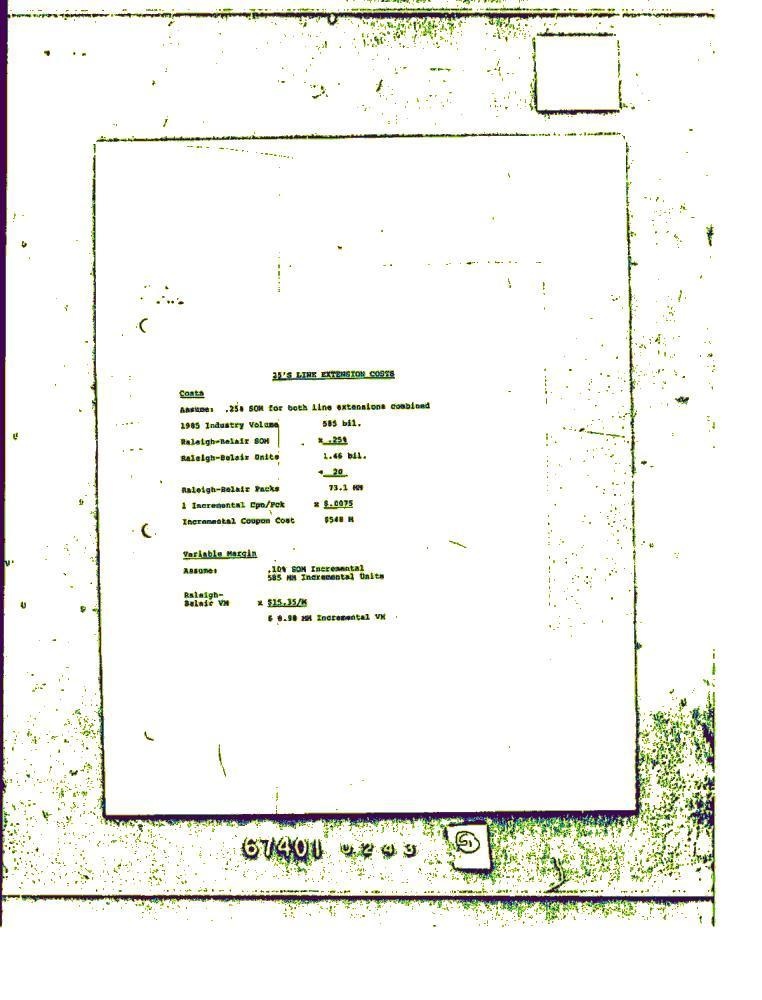 25'S LINE EXTENSION COSTS
Costs
Assume: .25% SOM for both line extensions combined
1985 Industry Volume 585 bil.
Raleigh-Belair SOM x .25%
Raleigh-Belair Units 1.46 bil.
÷ 20
Raleigh-Belair Packs 73.1 MM
1 Incremental Cpn/Pck x $.0075
Incremental Coupon Cost $548 M
Variable Margin
Assume: .10% SOM Incremental
585 MM Incremental Units
Raleigh-
Belair VM x $15.35/M
$ 8.98 MM Incremental VM
67401 0243